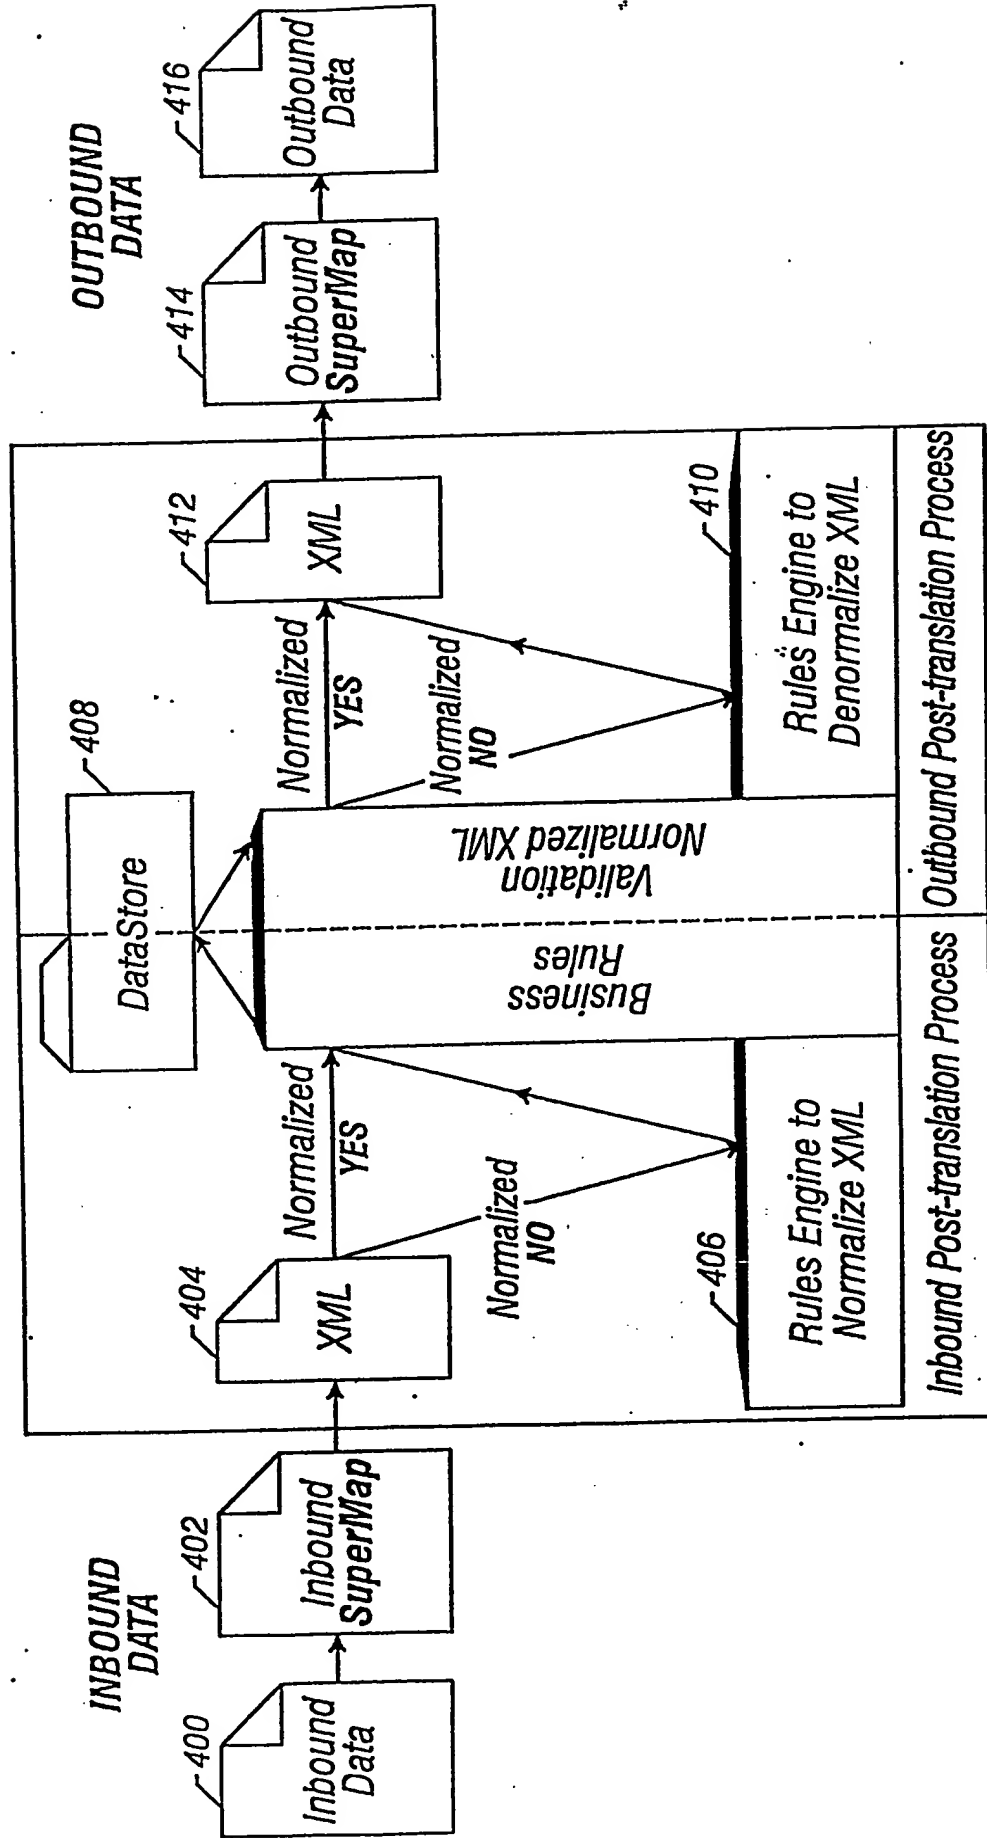 INBOUND
DATA
400
Inbound
Data
402
Inbound
SuperMap
404
XML
Normalized
YES
Normalized
NO
406
Rules Engine to
Normalize XML
Inbound Post-translation Process
408
DataStore
Business
Rules
Validation
Normalized XML
Normalized
YES
Normalized
NO
410
Rules Engine to
Denormalize XML
Outbound Post-translation Process
412
XML
OUTBOUND
DATA
414
Outbound
SuperMap
416
Outbound
Data